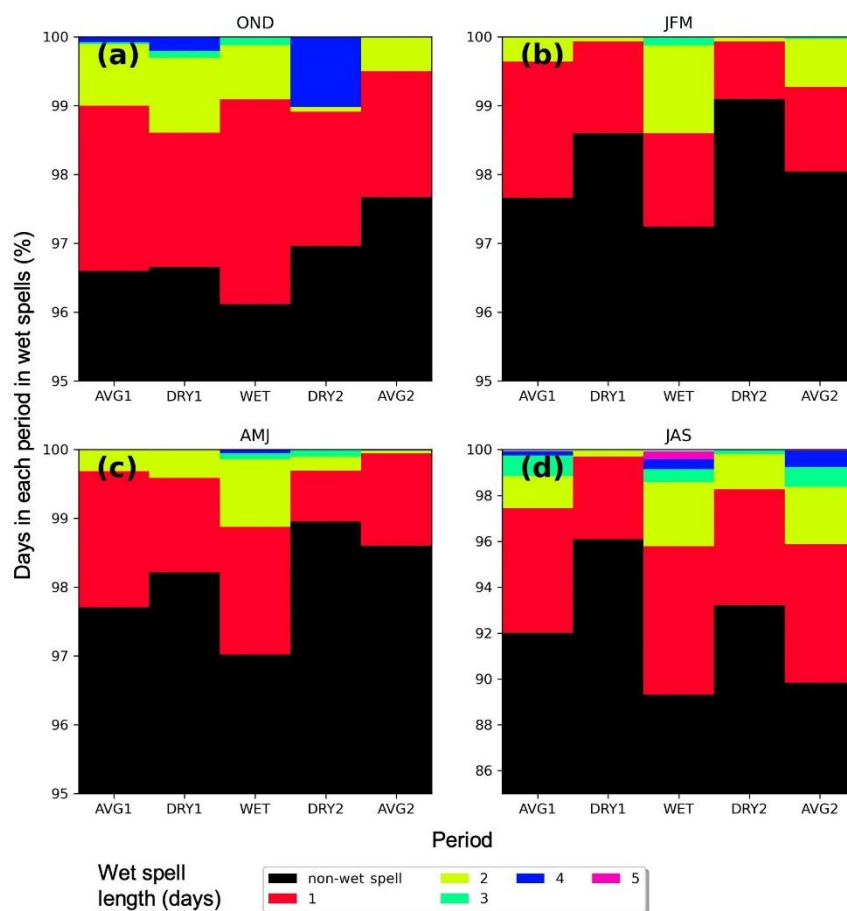 OND
JFM
(a)
(b)
100
99
98
97
96
95
100
99
98
97
96
95
AVG1 DRY1 WET DRY2 AVG2
AVG1 DRY1 WET DRY2 AVG2
Days in each period in wet spells (%)
AMJ
JAS
(c)
(d)
100
99
98
97
96
95
100
98
96
94
92
90
88
86
AVG1 DRY1 WET DRY2 AVG2
AVG1 DRY1 WET DRY2 AVG2
Period
Wet spell
length (days)
non-wet spell 2 4 5
1 3